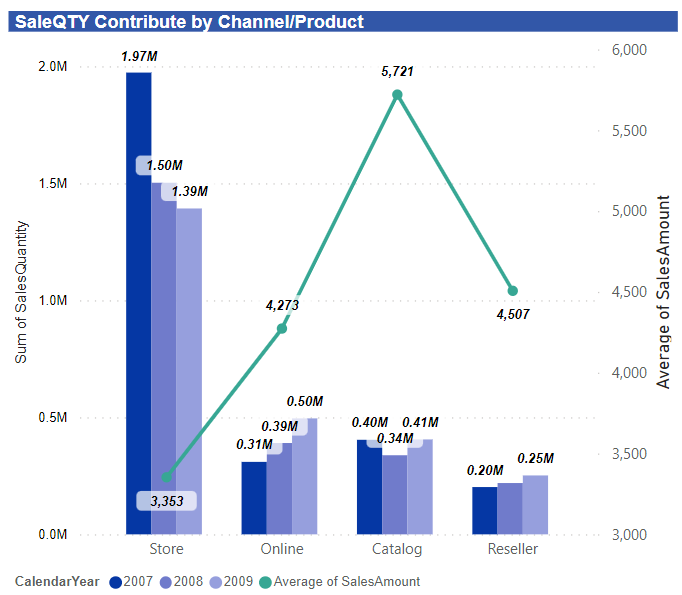 SaleQTY Contribute by Channel/Product
6,000
1.97M
2.0M
5,721
5,500
1.50M
1.5M
1.39M
5,000
Sum of SalesQuantity
Average of SalesAmount
1.0M
4,273
4,500
4,507
4,000
0.5M
0.50M
0.40M
0.41M
0.39M
0.34M
0.31M
3,500
0.20M
0.25M
3,353
0.0M
3,000
Store
Online
Catalog
Reseller
CalendarYear 2007 2008 2009 Average of SalesAmount